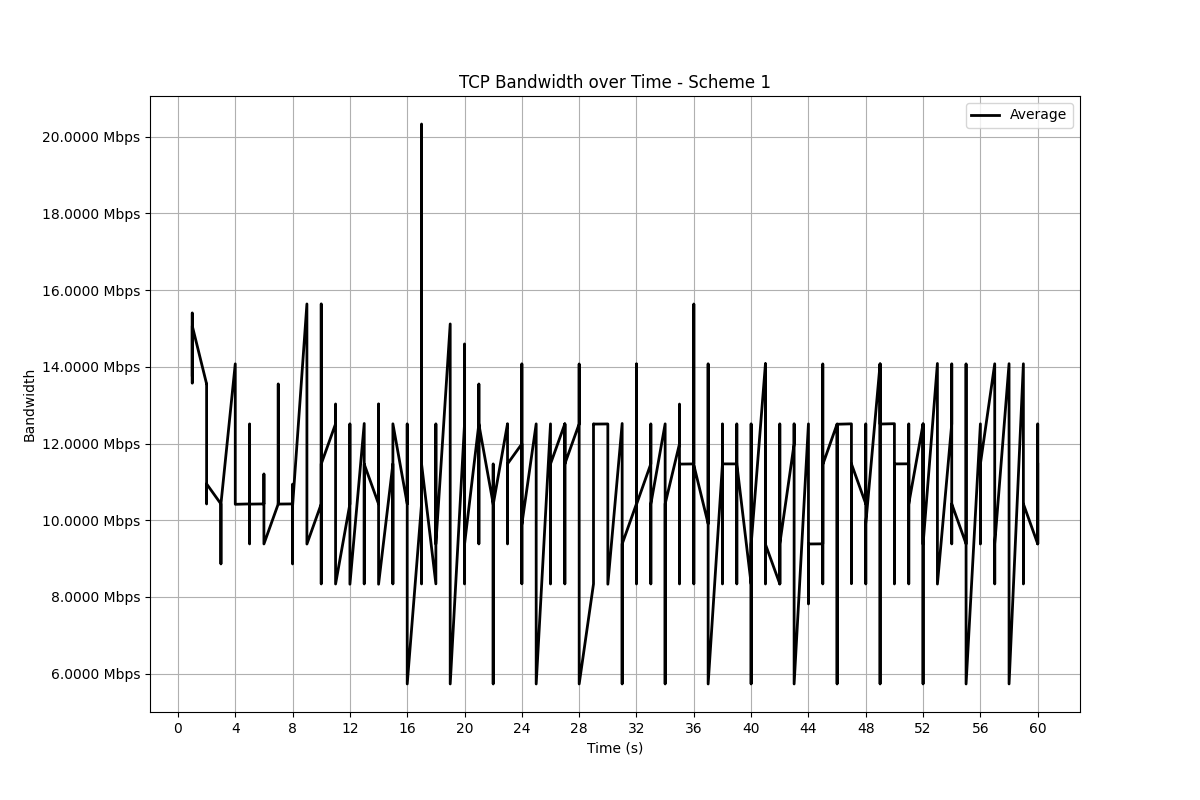 TCP Bandwidth over Time - Scheme 1
Average
20.0000 Mbps
18.0000 Mbps
16.0000 Mbps
14.0000 Mbps
12.0000 Mbps
10.0000 Mbps
8.0000 Mbps
6.0000 Mbps
Bandwidth
0 4 8 12 16 20 24 28 32 36 40 44 48 52 56 60
Time (s)